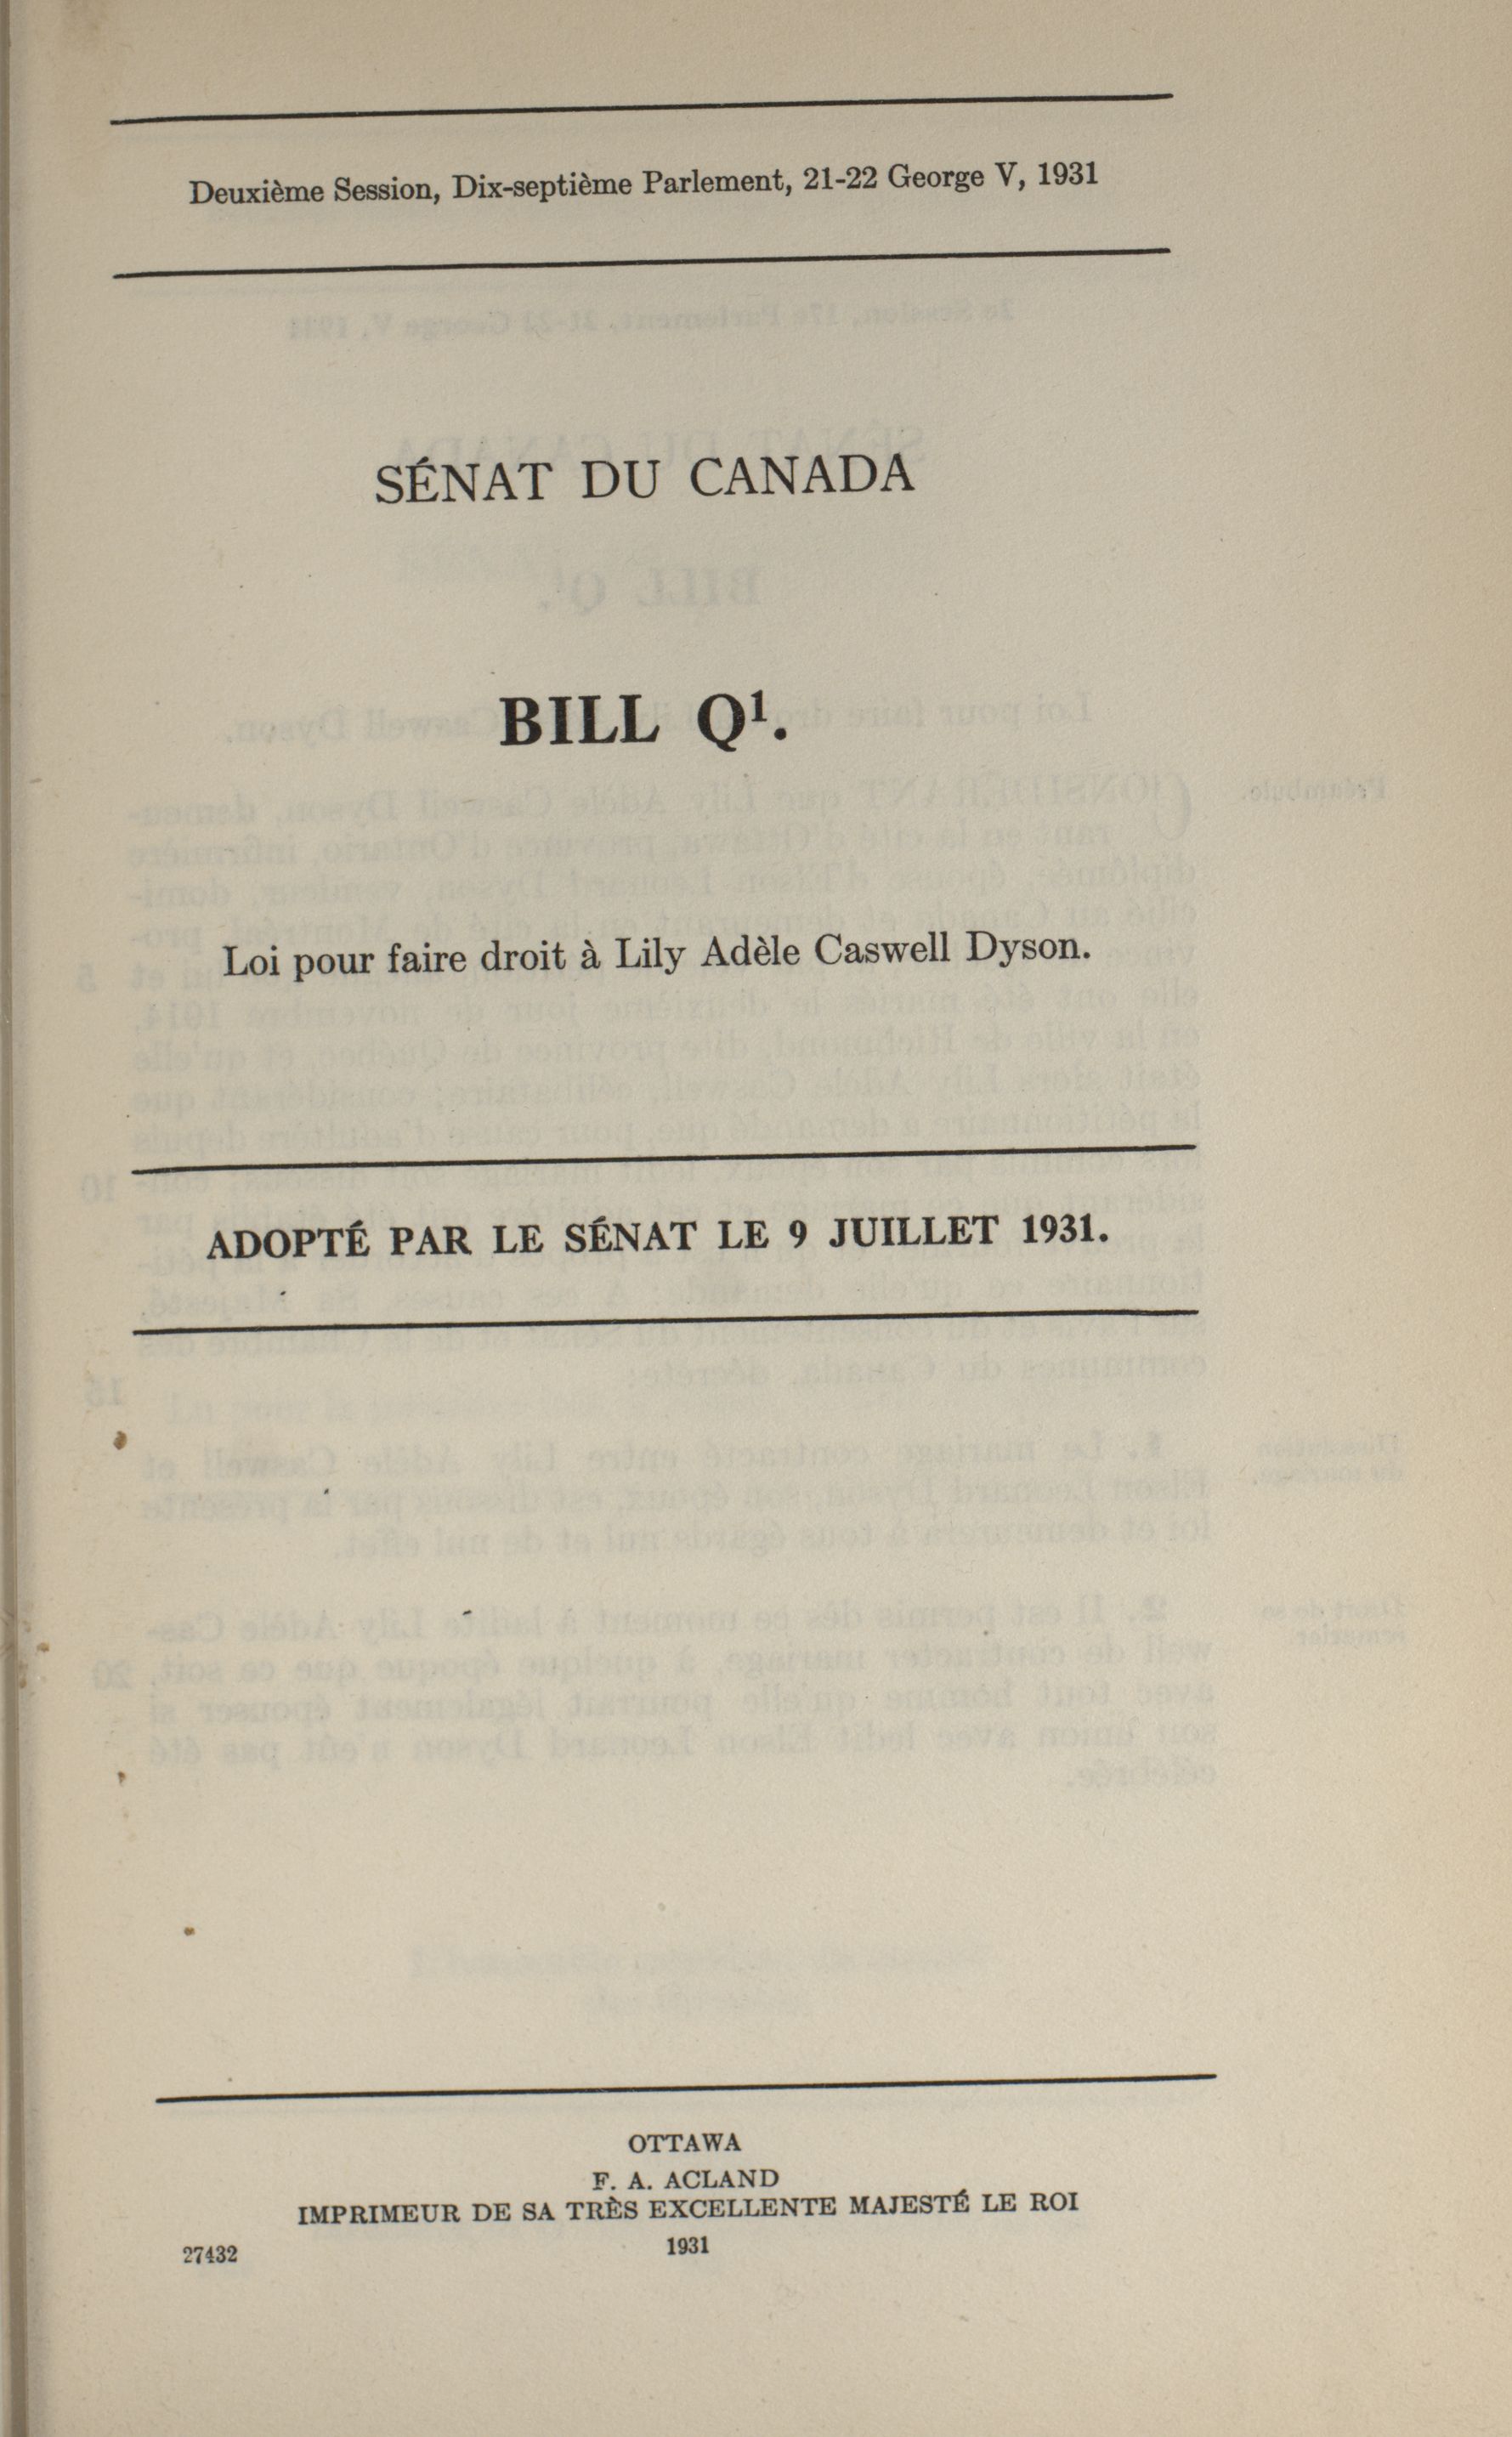 Deuxième Session, Dix-septième Parlement, 21-22 George V, 1931
SÉNAT DU CANADA
BILL Q¹.
Loi pour faire droit à Lily Adèle Caswell Dyson.
ADOPTÉ PAR LE SÉNAT LE 9 JUILLET 1931.
OTTAWA
F. A. ACLAND
IMPRIMEUR DE SA TRÈS EXCELLENTE MAJESTÉ LE ROI
27432 1931